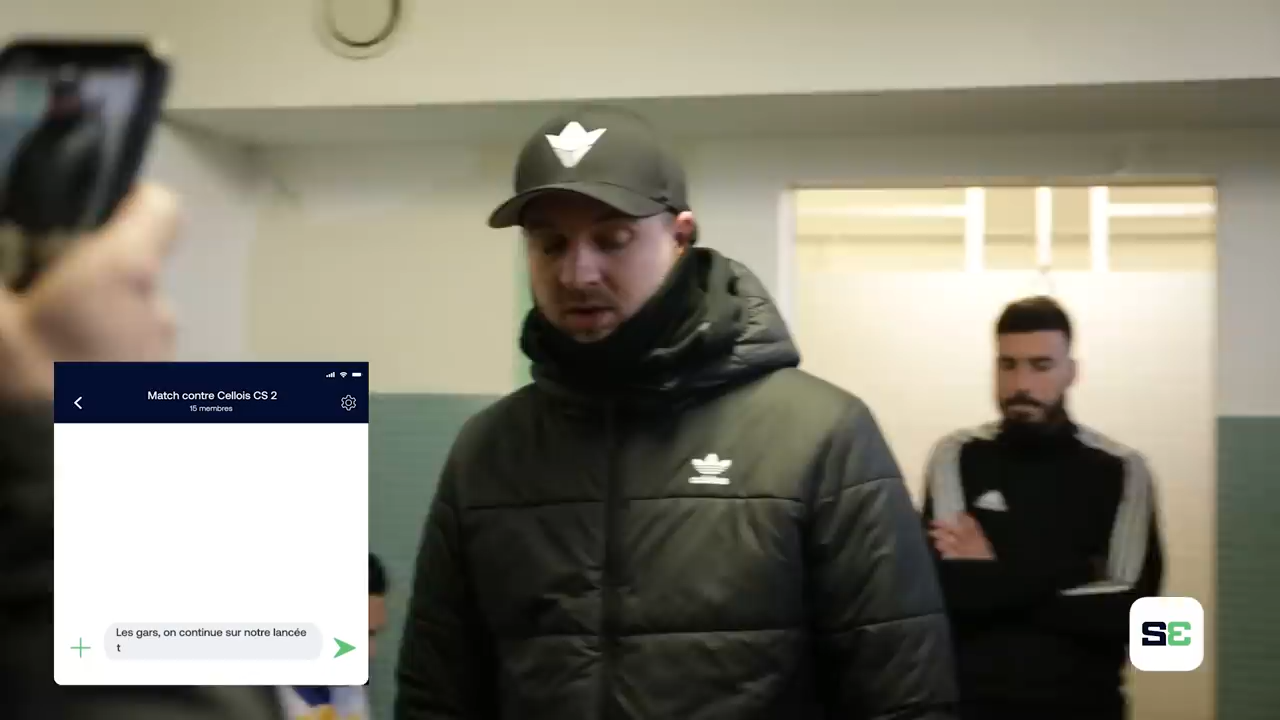 Match contre Cellois CS 2
15 membres
Les gars, on continue sur notre lancée
t
SE